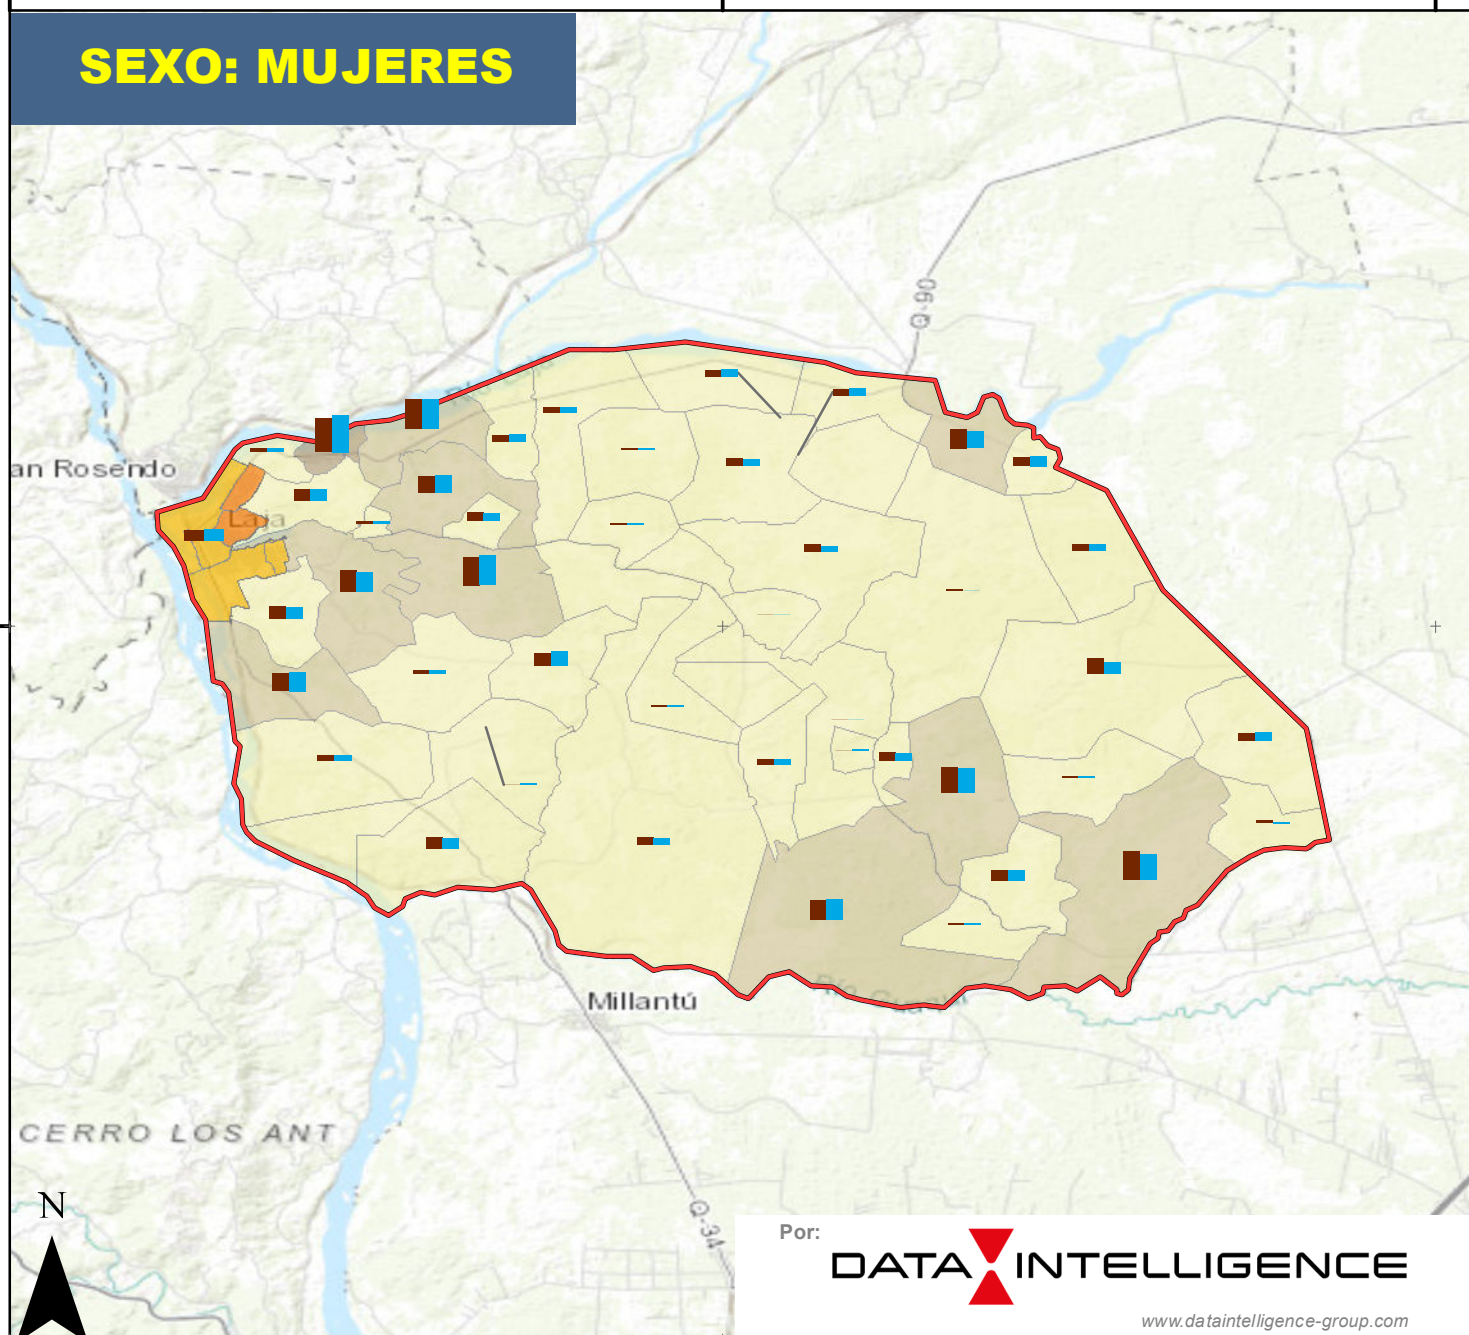 SEXO: MUJERES
Q-90
an Rosendo
Laja
Millantú
CERRO LOS ANT
N
Q-34
Por:
DATA INTELLIGENCE
www.dataintelligence-group.com